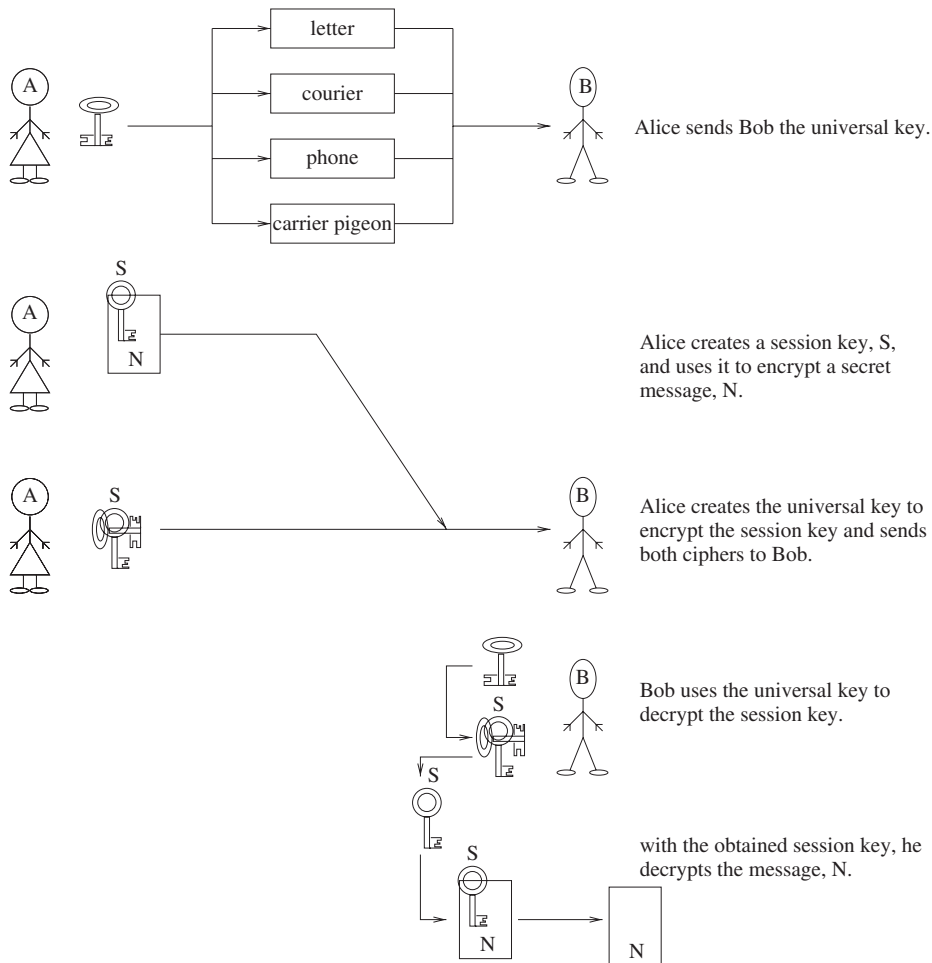 letter
A
courier
B
Alice sends Bob the universal key.
phone
carrier pigeon
S
A
N
Alice creates a session key, S,
and uses it to encrypt a secret
message, N.
A
S
B
Alice creates the universal key to
encrypt the session key and sends
both ciphers to Bob.
B
Bob uses the universal key to
decrypt the session key.
S
S
with the obtained session key, he
decrypts the message, N.
S
N
N